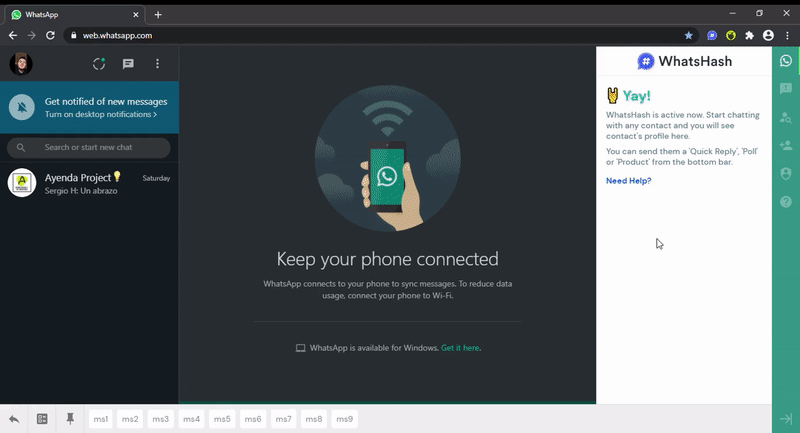 WhatsApp
web.whatsapp.com
Get notified of new messages
Turn on desktop notifications >
Search or start new chat
Ayenda Project
Saturday
Sergio H: Un abrazo
Keep your phone connected
WhatsApp connects to your phone to sync messages. To reduce data
usage, connect your phone to Wi-Fi.
WhatsApp is available for Windows. Get it here.
# WhatsHash
Yay!
WhatsHash is active now. Start chatting
with any contact and you will see
contact's profile here.
You can send them a 'Quick Reply', 'Poll'
or 'Product' from the bottom bar.
Need Help?
ms1 ms2 ms3 ms4 ms5 ms6 ms7 ms8 ms9